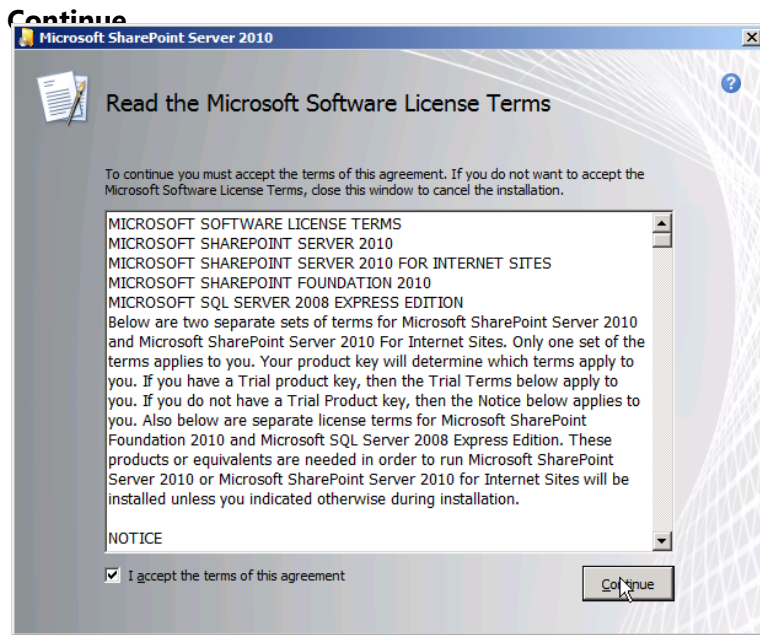 Continue
Microsoft SharePoint Server 2010
Read the Microsoft Software License Terms
To continue you must accept the terms of this agreement. If you do not want to accept the
Microsoft Software License Terms, close this window to cancel the installation.
MICROSOFT SOFTWARE LICENSE TERMS
MICROSOFT SHAREPOINT SERVER 2010
MICROSOFT SHAREPOINT SERVER 2010 FOR INTERNET SITES
MICROSOFT SHAREPOINT FOUNDATION 2010
MICROSOFT SQL SERVER 2008 EXPRESS EDITION
Below are two separate sets of terms for Microsoft SharePoint Server 2010
and Microsoft SharePoint Server 2010 For Internet Sites. Only one set of the
terms applies to you. Your product key will determine which terms apply to
you. If you have a Trial product key, then the Trial Terms below apply to
you. If you do not have a Trial Product key, then the Notice below applies to
you. Also below are separate license terms for Microsoft SharePoint
Foundation 2010 and Microsoft SQL Server 2008 Express Edition. These
products or equivalents are needed in order to run Microsoft SharePoint
Server 2010 or Microsoft SharePoint Server 2010 for Internet Sites will be
installed unless you indicated otherwise during installation.
NOTICE
I accept the terms of this agreement
Continue